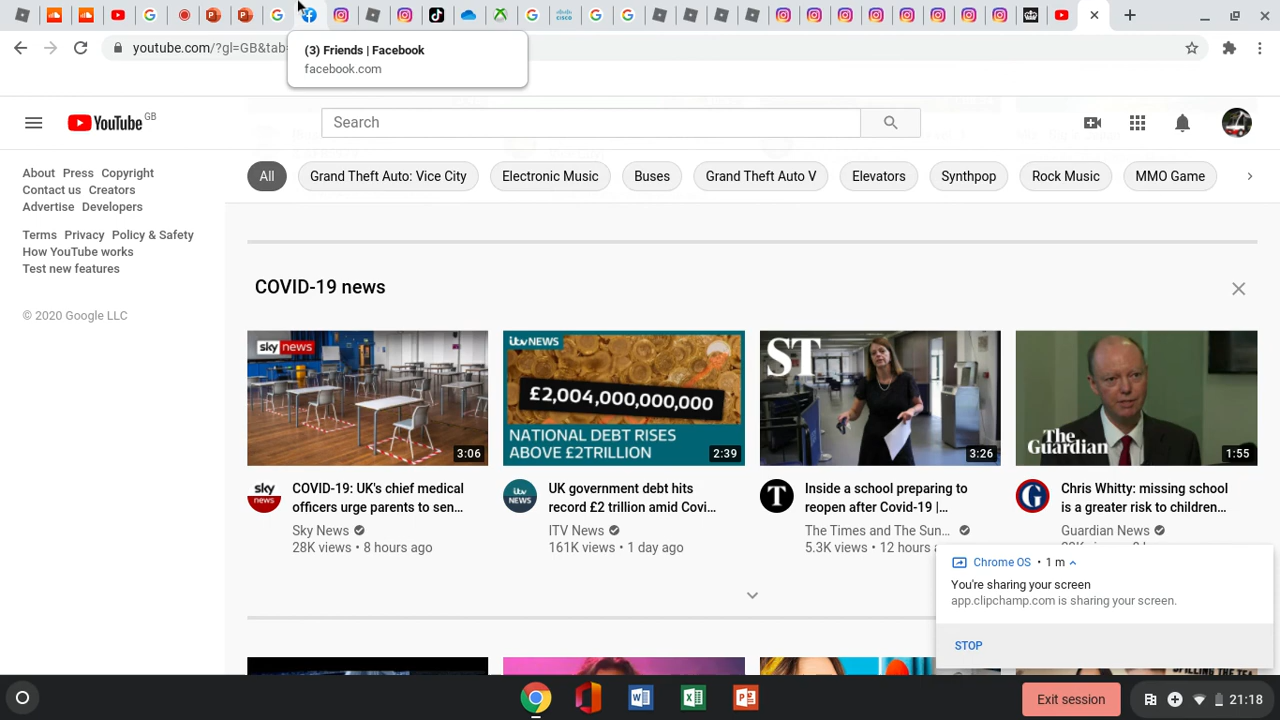 (3) Friends | Facebook
facebook.com
youtube.com/?gl=GB&tab=
YouTube GB
Search
About Press Copyright
Contact us Creators
Advertise Developers
Terms Privacy Policy & Safety
How YouTube works
Test new features
© 2020 Google LLC
All
Grand Theft Auto: Vice City
Electronic Music
Buses
Grand Theft Auto V
Elevators
Synthpop
Rock Music
MMO Game
COVID-19 news
sky news
3:06
sky news
COVID-19: UK's chief medical
officers urge parents to sen...
Sky News
28K views • 8 hours ago
itv NEWS
£2,004,000,000,000
NATIONAL DEBT RISES
ABOVE £2TRILLION
2:39
itv NEWS
UK government debt hits
record £2 trillion amid Covi...
ITV News
161K views • 1 day ago
ST
3:26
T
Inside a school preparing to
reopen after Covid-19 |...
The Times and The Sun...
5.3K views • 12 hours
The Guardian
1:55
G
Chris Whitty: missing school
is a greater risk to children...
Guardian News
Chrome OS • 1 m
You're sharing your screen
app.clipchamp.com is sharing your screen.
STOP
SPILLING THE TEA
Exit session
21:18